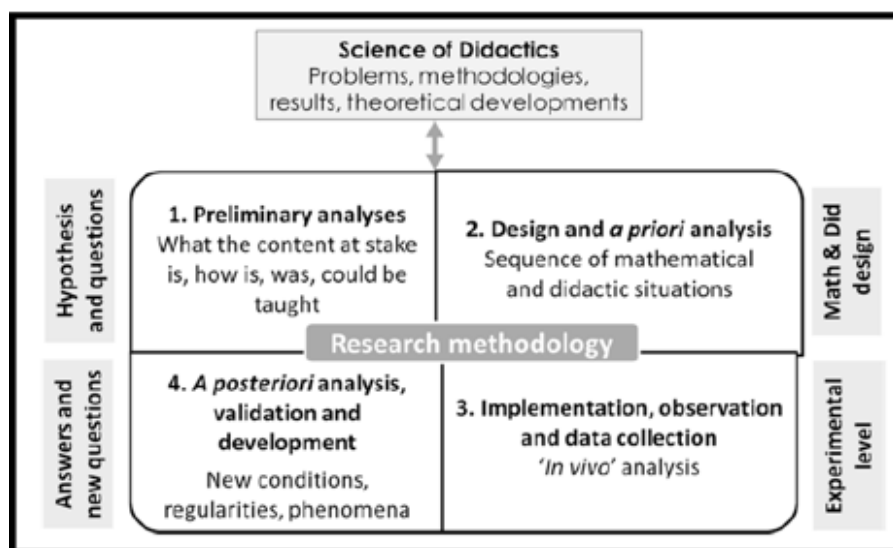 Science of Didactics
Problems, methodologies,
results, theoretical developments
Hypothesis
and questions
1. Preliminary analyses
What the content at stake
is, how is, was, could be
taught
2. Design and a priori analysis
Sequence of mathematical
and didactic situations
Math & Did
design
Research methodology
Answers and
new questions
4. A posteriori analysis,
validation and
development
New conditions,
regularities, phenomena
3. Implementation, observation
and data collection
‘In vivo’ analysis
Experimental
level